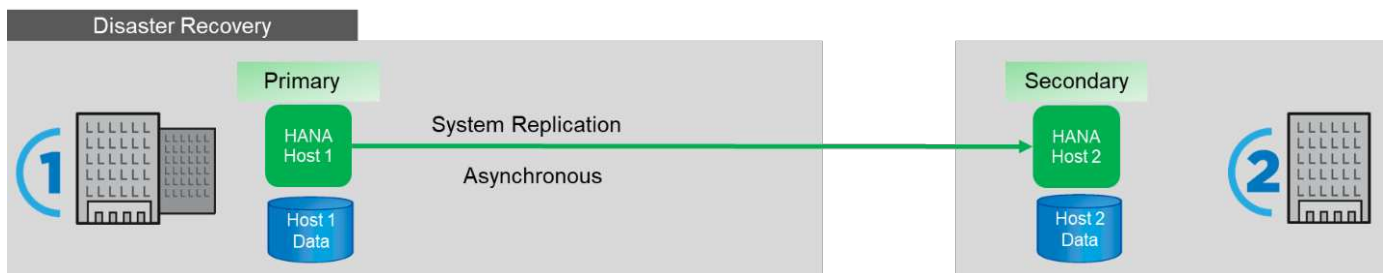 Disaster Recovery
Primary
Secondary
1
HANA
Host 1
System Replication
Asynchronous
HANA
Host 2
2
Host 1
Data
Host 2
Data